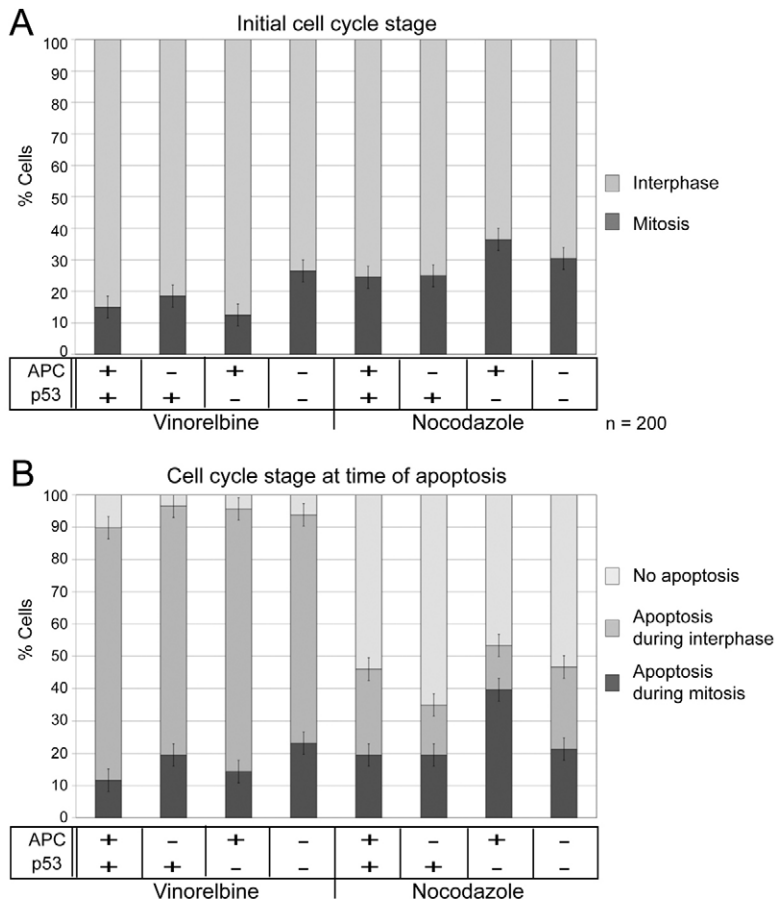 A
Initial cell cycle stage
% Cells
100
90
80
70
60
50
40
30
20
10
0
Interphase
Mitosis
APC + – + – + – + –
p53 + + – – + + – –
Vinorelbine Nocodazole n = 200
B
Cell cycle stage at time of apoptosis
% Cells
100
90
80
70
60
50
40
30
20
10
0
No apoptosis
Apoptosis
during interphase
Apoptosis
during mitosis
APC + – + – + – + –
p53 + + – – + + – –
Vinorelbine Nocodazole